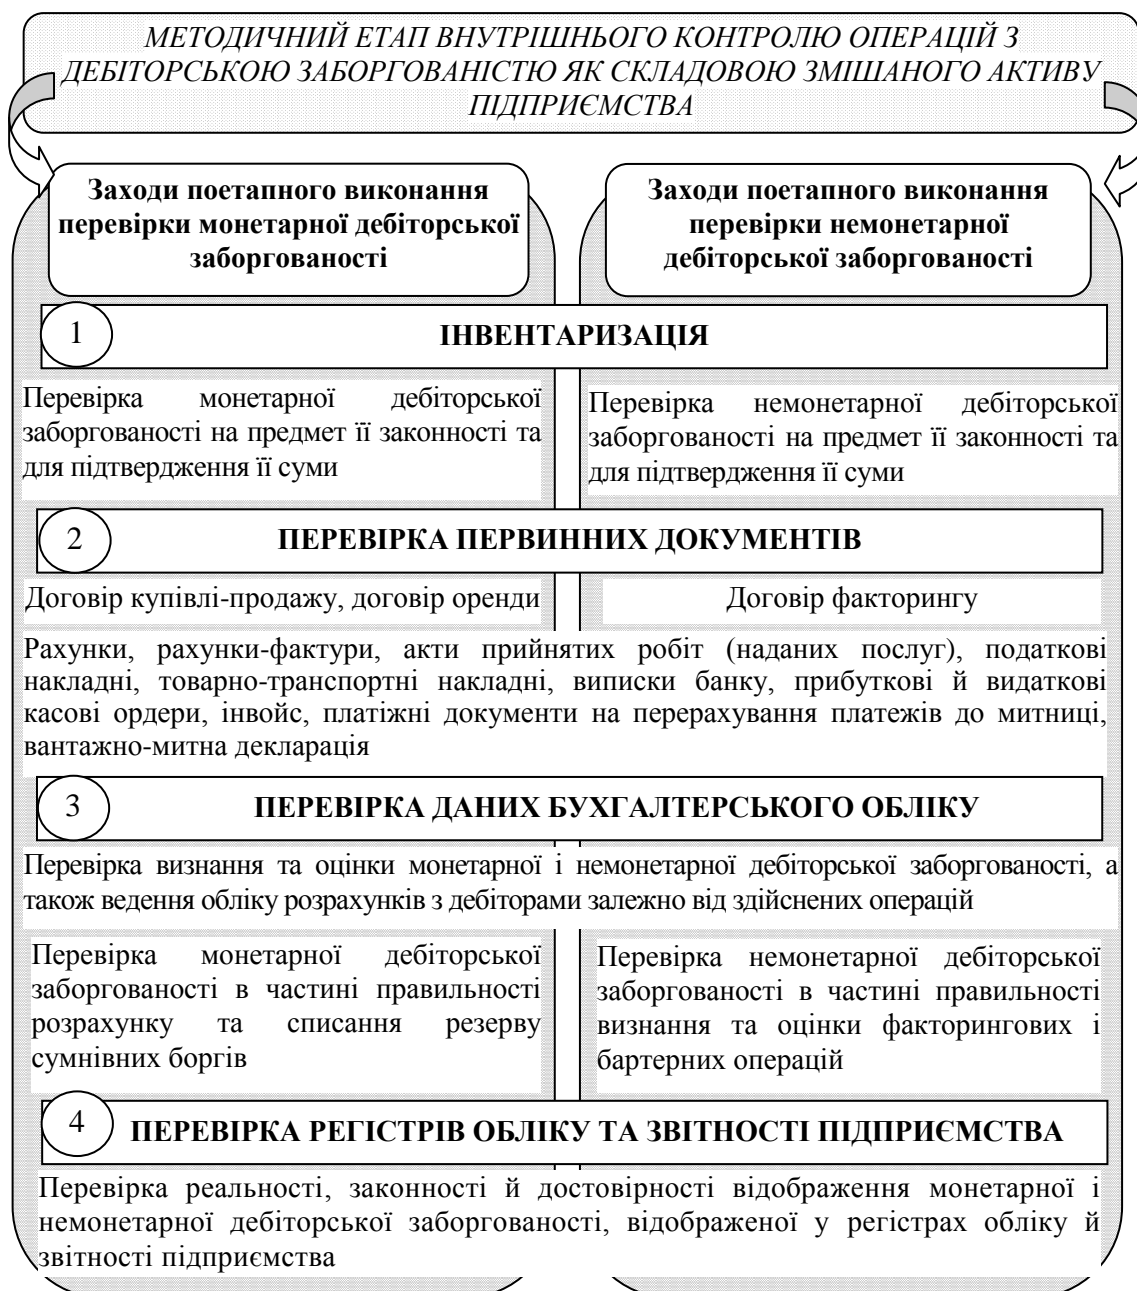 МЕТОДИЧНИЙ ЕТАП ВНУТРІШНЬОГО КОНТРОЛЮ ОПЕРАЦІЙ З
ДЕБІТОРСЬКОЮ ЗАБОРГОВАНІСТЮ ЯК СКЛАДОВОЮ ЗМІШАНОГО АКТИВУ
ПІДПРИЄМСТВА
Заходи поетапного виконання
перевірки монетарної дебіторської
заборгованості
Заходи поетапного виконання
перевірки немонетарної
дебіторської заборгованості
1
ІНВЕНТАРИЗАЦІЯ
Перевірка монетарної дебіторської
заборгованості на предмет її законності та
для підтвердження її суми
Перевірка немонетарної дебіторської
заборгованості на предмет її законності та
для підтвердження її суми
2
ПЕРЕВІРКА ПЕРВИННИХ ДОКУМЕНТІВ
Договір купівлі-продажу, договір оренди
Договір факторингу
Рахунки, рахунки-фактури, акти прийнятих робіт (наданих послуг), податкові
накладні, товарно-транспортні накладні, виписки банку, прибуткові й видаткові
касові ордери, інвойс, платіжні документи на перерахування платежів до митниці,
вантажно-митна декларація
3
ПЕРЕВІРКА ДАНИХ БУХГАЛТЕРСЬКОГО ОБЛІКУ
Перевірка визнання та оцінки монетарної і немонетарної дебіторської заборгованості, а
також ведення обліку розрахунків з дебіторами залежно від здійснених операцій
Перевірка монетарної дебіторської
заборгованості в частині правильності
розрахунку та списання резерву
сумнівних боргів
Перевірка немонетарної дебіторської
заборгованості в частині правильності
визнання та оцінки факторингових і
бартерних операцій
4
ПЕРЕВІРКА РЕГІСТРІВ ОБЛІКУ ТА ЗВІТНОСТІ ПІДПРИЄМСТВА
Перевірка реальності, законності й достовірності відображення монетарної і
немонетарної дебіторської заборгованості, відображеної у регістрах обліку й
звітності підприємства